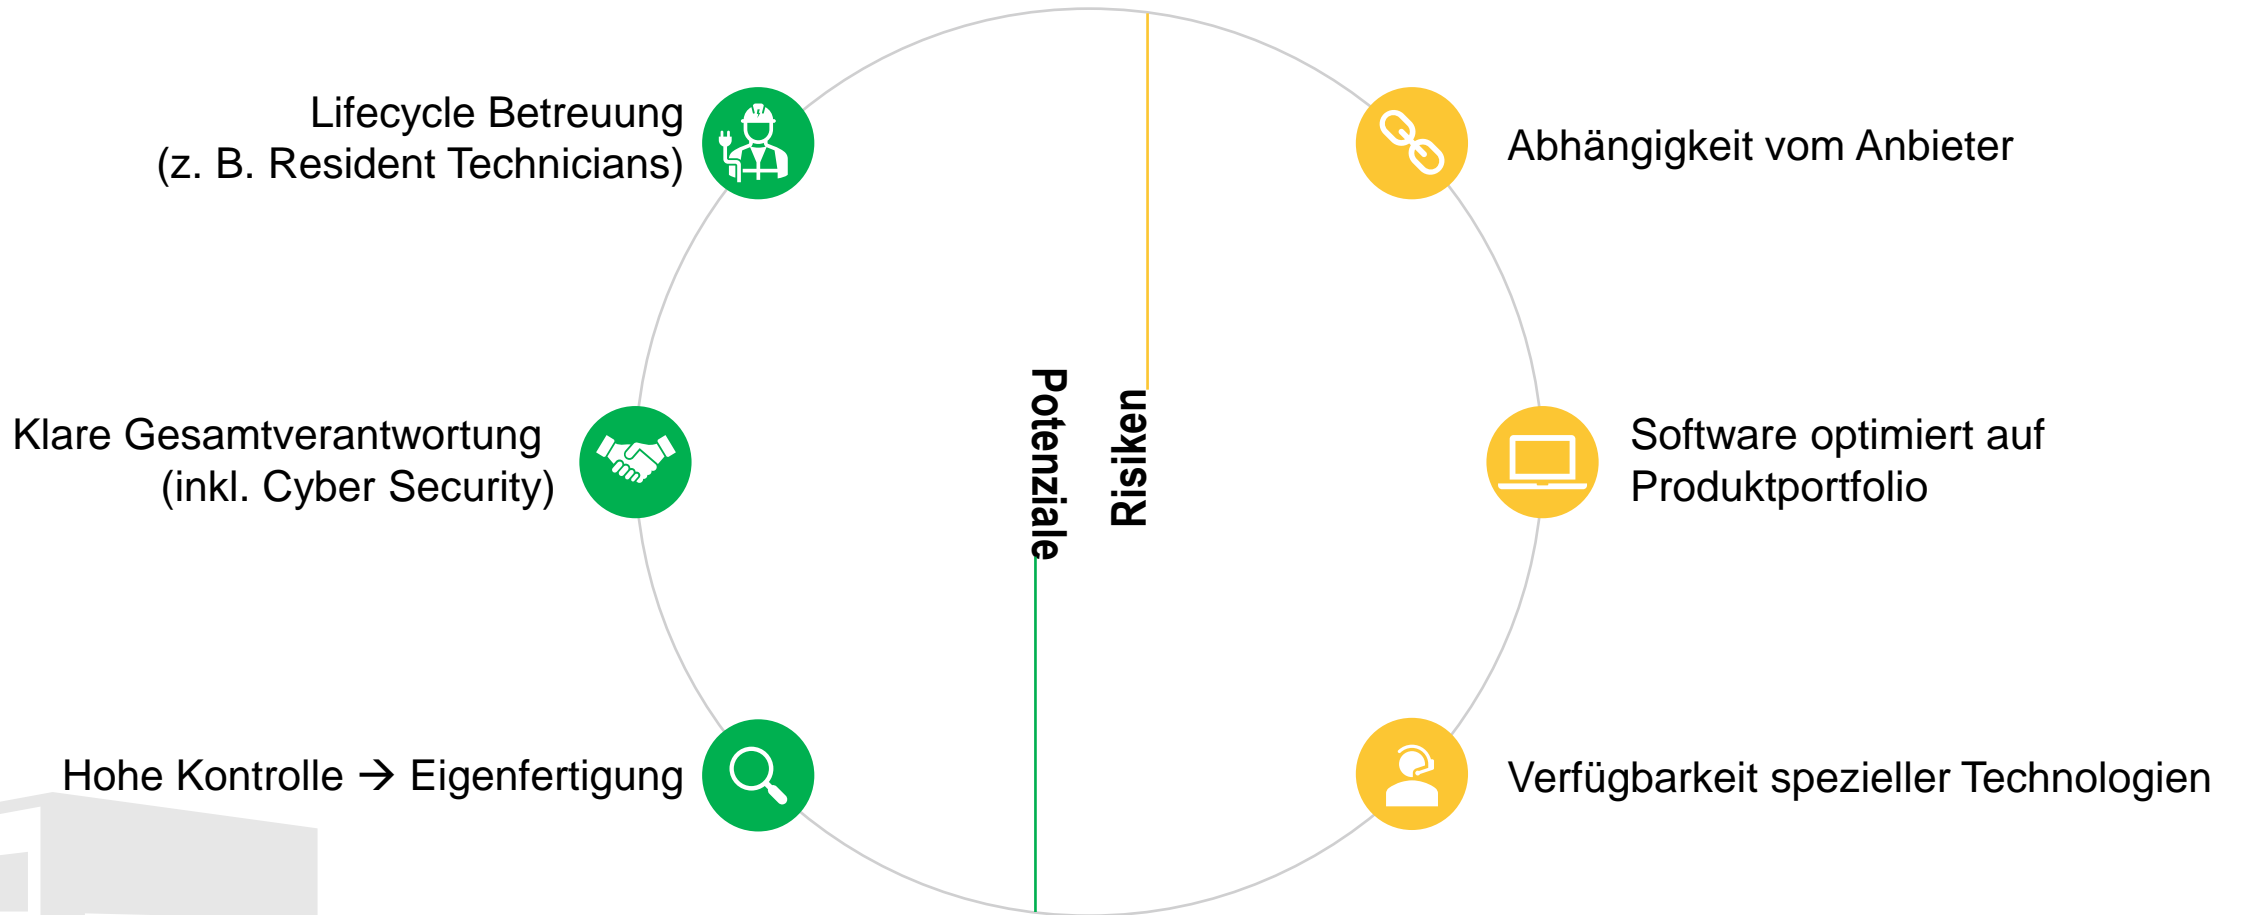 Lifecycle Betreuung
(z. B. Resident Technicians)
Klare Gesamtverantwortung
(inkl. Cyber Security)
Hohe Kontrolle → Eigenfertigung
Potenziale
Risiken
Abhängigkeit vom Anbieter
Software optimiert auf
Produktportfolio
Verfügbarkeit spezieller Technologien